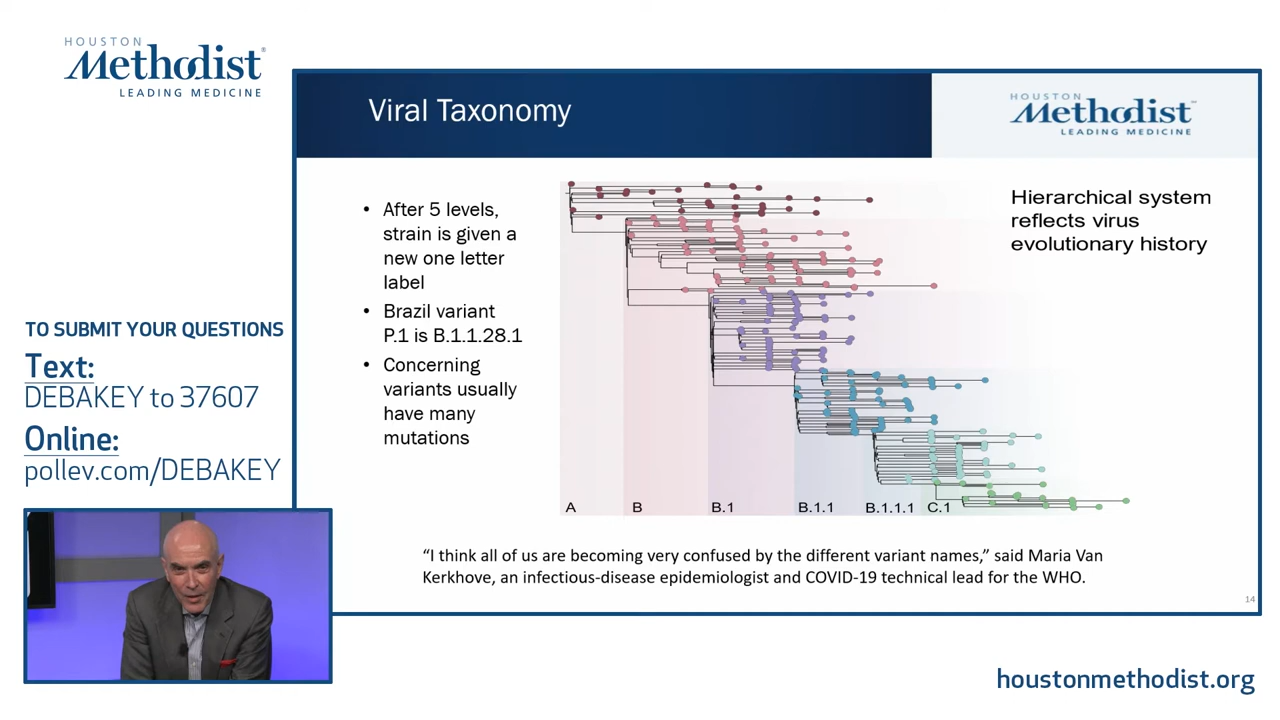 HOUSTON
Methodist®
LEADING MEDICINE
TO SUBMIT YOUR QUESTIONS
Text:
DEBAKEY to 37607
Online:
pollev.com/DEBAKEY
Viral Taxonomy
HOUSTON
Methodist
LEADING MEDICINE
• After 5 levels,
strain is given a
new one letter
label
• Brazil variant
P.1 is B.1.1.28.1
• Concerning
variants usually
have many
mutations
Hierarchical system
reflects virus
evolutionary history
A B B.1 B.1.1 B.1.1.1 C.1
“I think all of us are becoming very confused by the different variant names,” said Maria Van
Kerkhove, an infectious-disease epidemiologist and COVID-19 technical lead for the WHO.
14
houstonmethodist.org